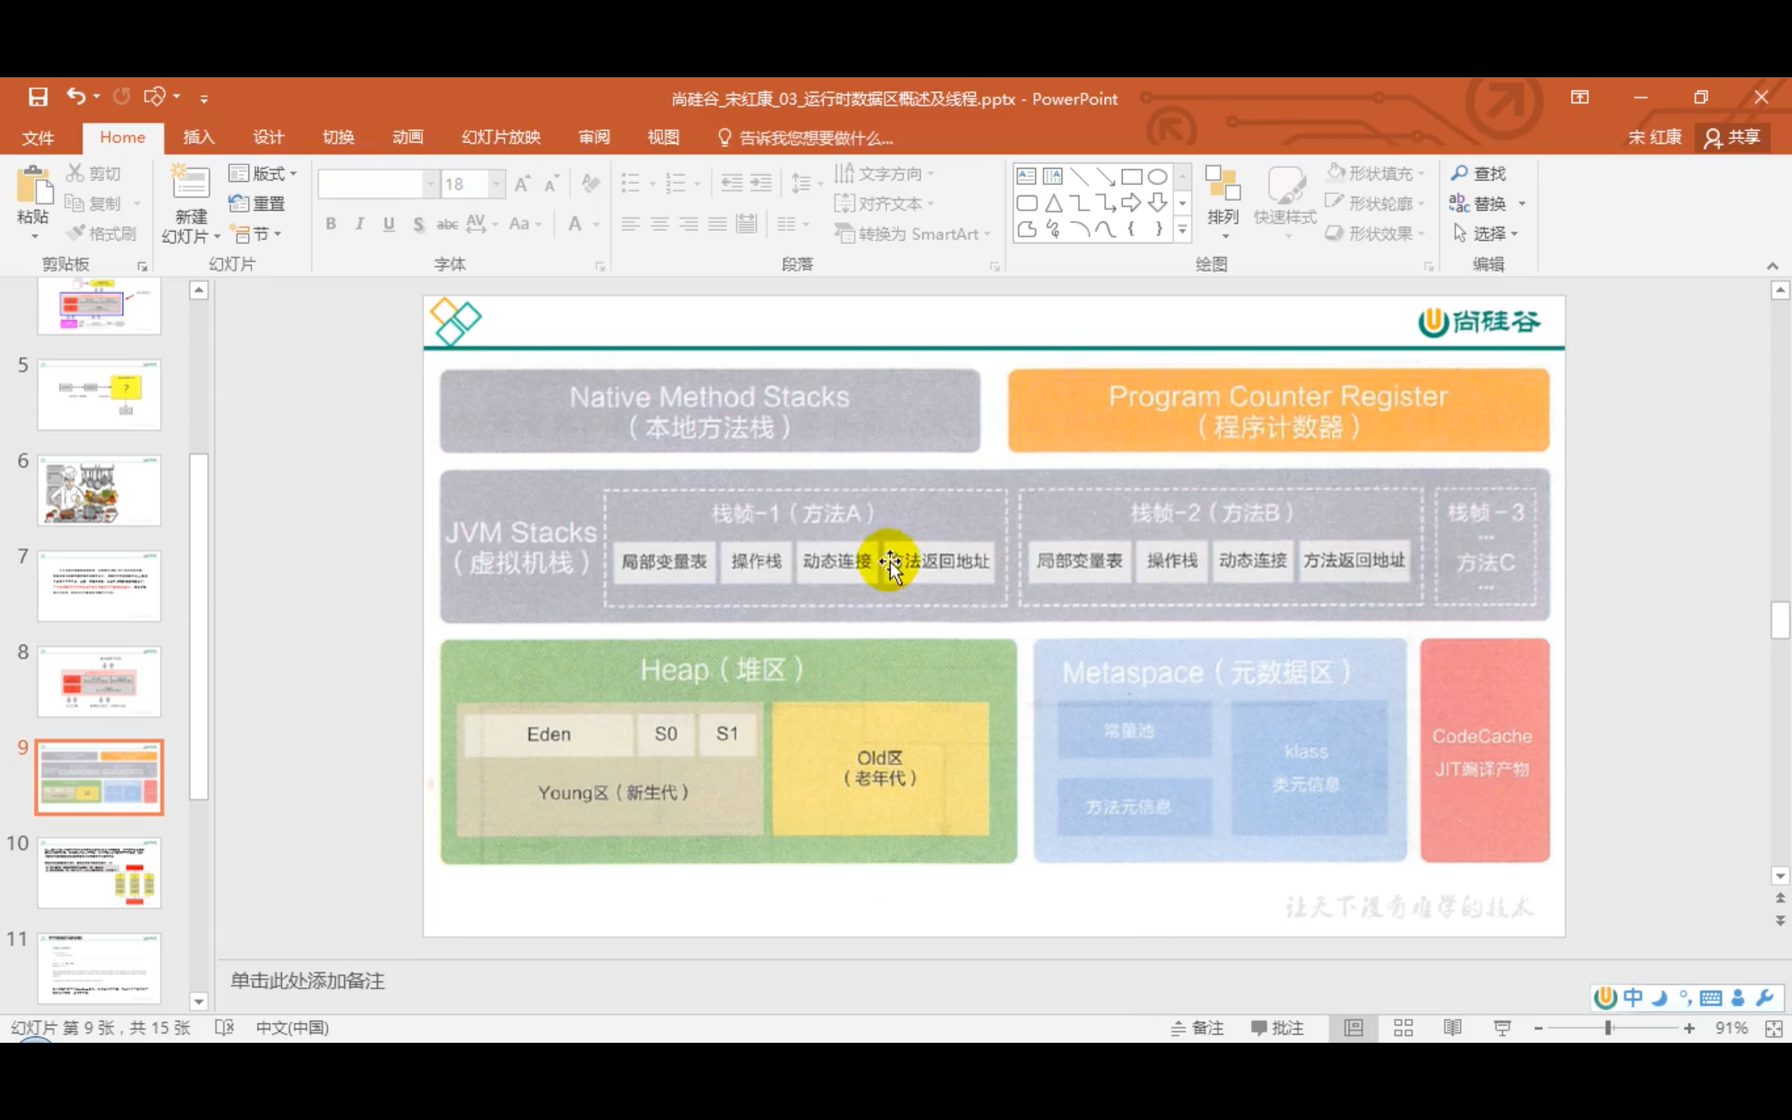 尚硅谷_宋红康_03_运行时数据区概述及线程.pptx - PowerPoint
文件
Home
插入
设计
切换
动画
幻灯片放映
审阅
视图
告诉我您想要做什么...
宋 红康
共享
粘贴
剪切
复制
格式刷
剪贴板
新建
幻灯片
版式
重置
节
幻灯片
18
B I U S abc AV Aa A
字体
文字方向
对齐文本
转换为 SmartArt
段落
排列
快速样式
形状填充
形状轮廓
形状效果
绘图
查找
替换
选择
编辑
5
6
7
8
9
10
11
尚硅谷
Native Method Stacks
（本地方法栈）
Program Counter Register
（程序计数器）
JVM Stacks
（虚拟机栈）
栈帧-1（方法A）
局部变量表
操作栈
动态连接
方法返回地址
栈帧-2（方法B）
局部变量表
操作栈
动态连接
方法返回地址
栈帧-3
...
方法C
...
Heap（堆区）
Eden
S0
S1
Young区（新生代）
Old区
（老年代）
Metaspace（元数据区）
常量池
方法元信息
klass
类元信息
CodeCache
JIT编译产物
让天下没有难学的技术
单击此处添加备注
中
幻灯片 第 9 张，共 15 张
中文(中国)
备注
批注
91%